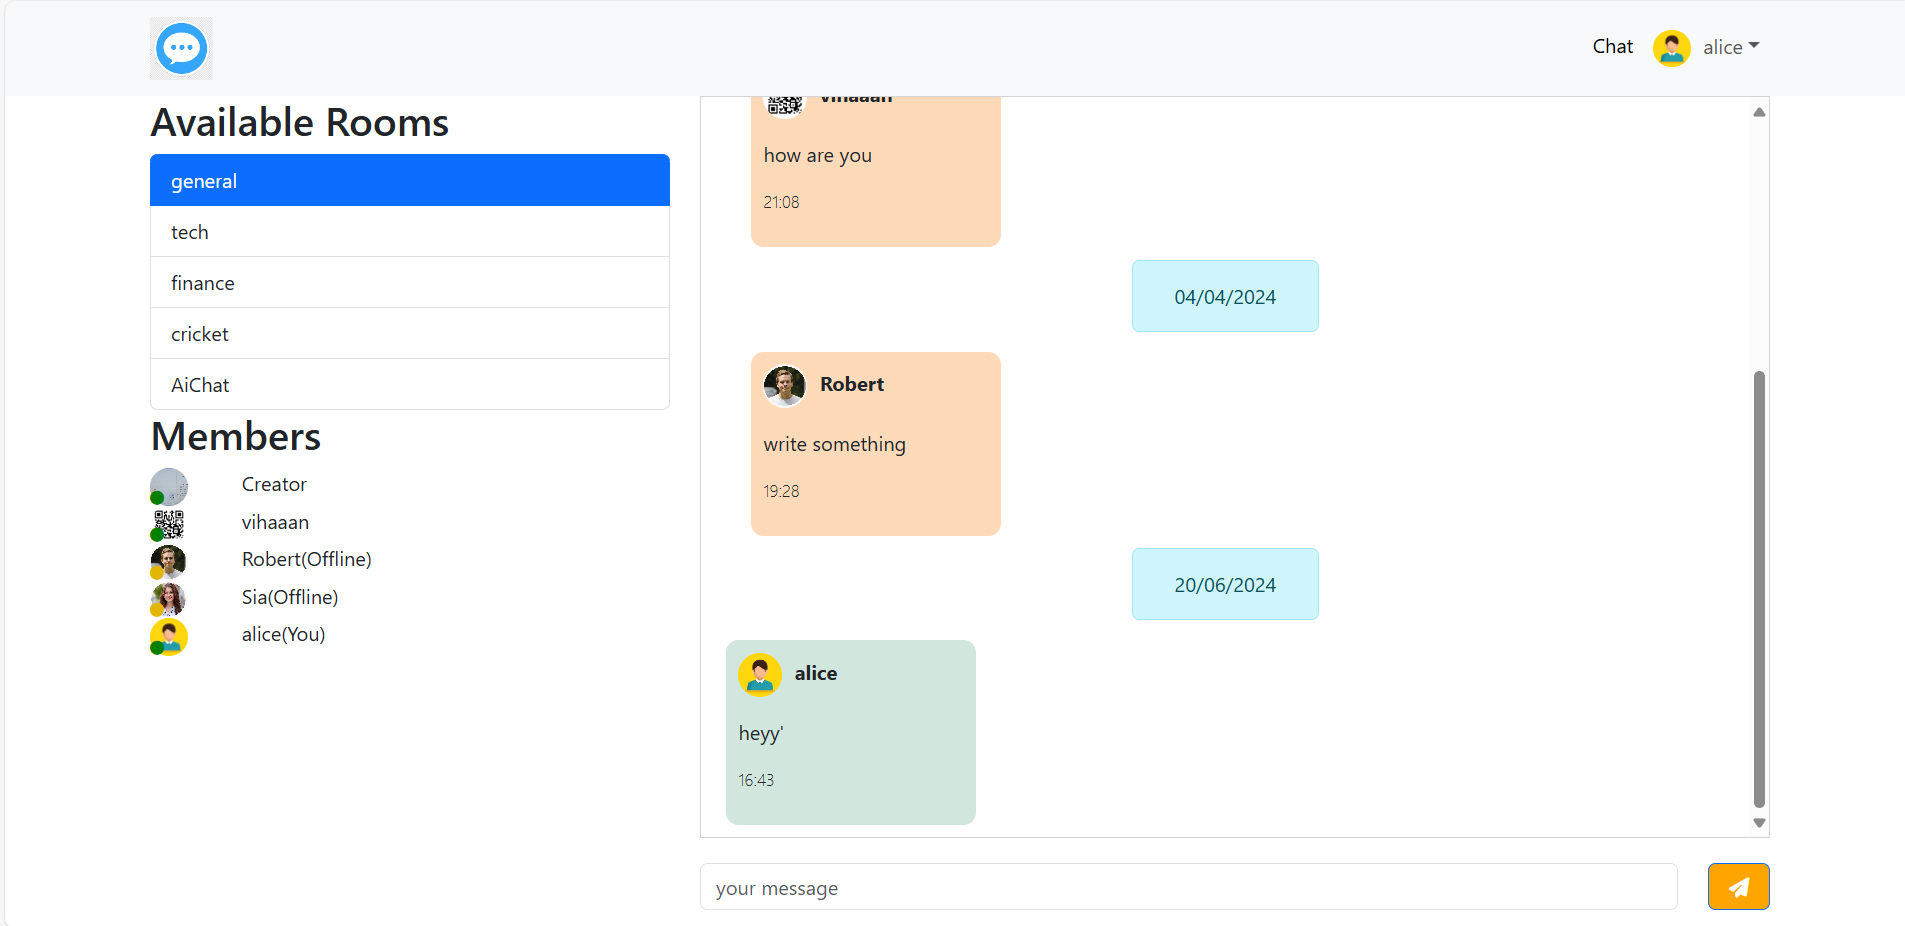 Chat
alice
Available Rooms
general
tech
finance
cricket
AiChat
Members
Creator
vihaaan
Robert(Offline)
Sia(Offline)
alice(You)
vihaaan
how are you
21:08
04/04/2024
Robert
write something
19:28
20/06/2024
alice
heyy'
16:43
your message